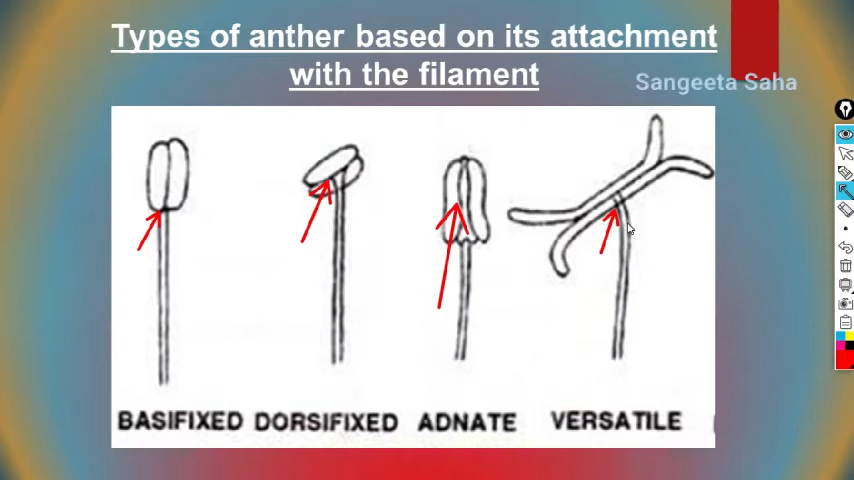 Types of anther based on its attachment
with the filament
Sangeeta Saha
BASIFIXED DORSIFIXED ADNATE VERSATILE